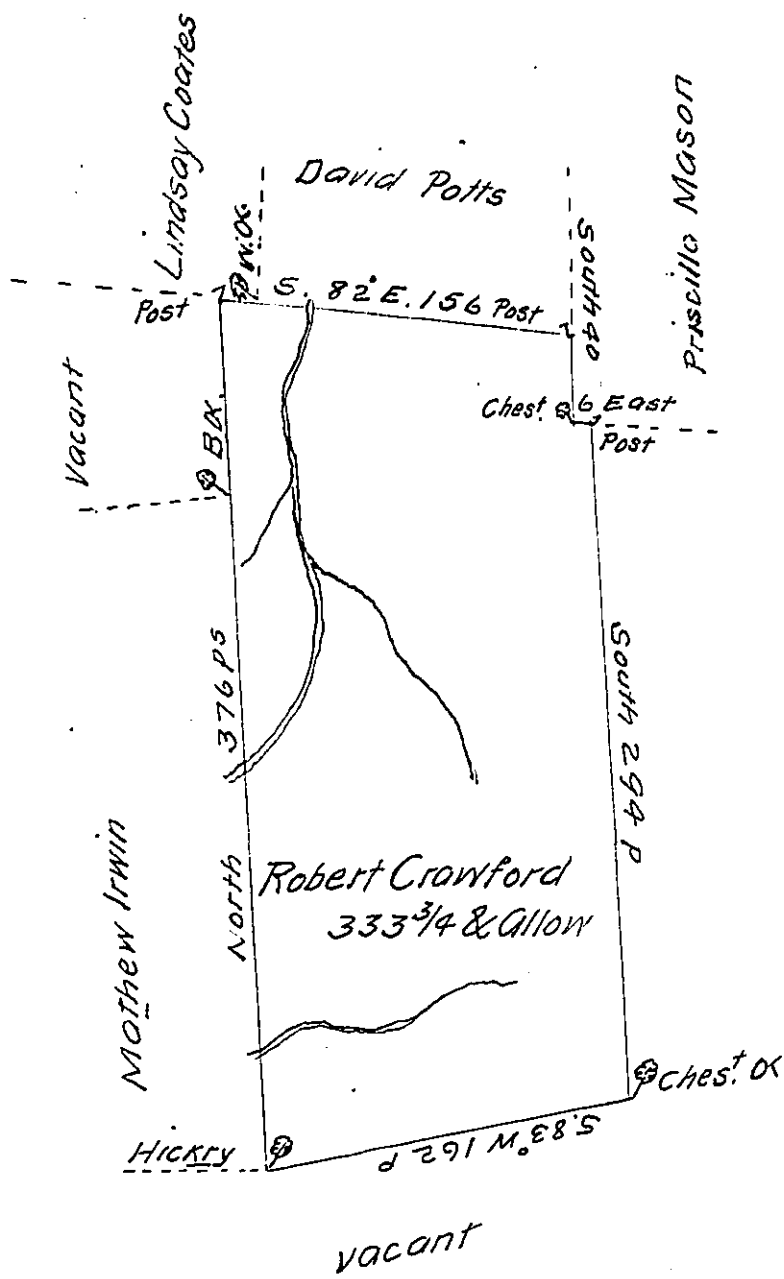 Lindsay Coates
David Potts
Priscilla Mason
W.O.
Post
S. 82° E. 156 Post
South 40
Chest.
6 East
Post
Vacant
B.O.
376 ps
North
South 294 P
Mathew Irwin
Robert Crawford
333 3/4 & Allow
Chest. O
Hickry
S. 83° W 162 P
vacant